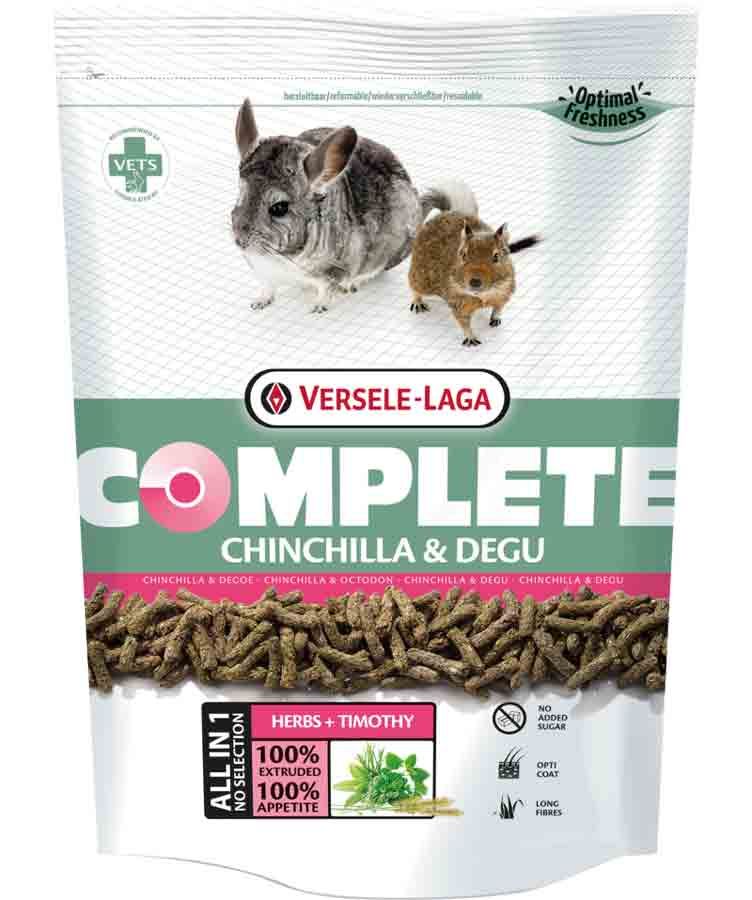 hersluitbaar/refermable/wiederverschließbar/resealable
Optimal
Freshness
VETS
VERSELE-LAGA
COMPLETE
CHINCHILLA & DEGU
CHINCHILLA & DEGOE - CHINCHILLA & OCTODON - CHINCHILLA & DEGU - CHINCHILLA & DEGU
ALL IN 1
NO SELECTION
HERBS + TIMOTHY
100%
EXTRUDED
100%
APPETITE
NO
ADDED
SUGAR
OPTI
COAT
LONG
FIBRES